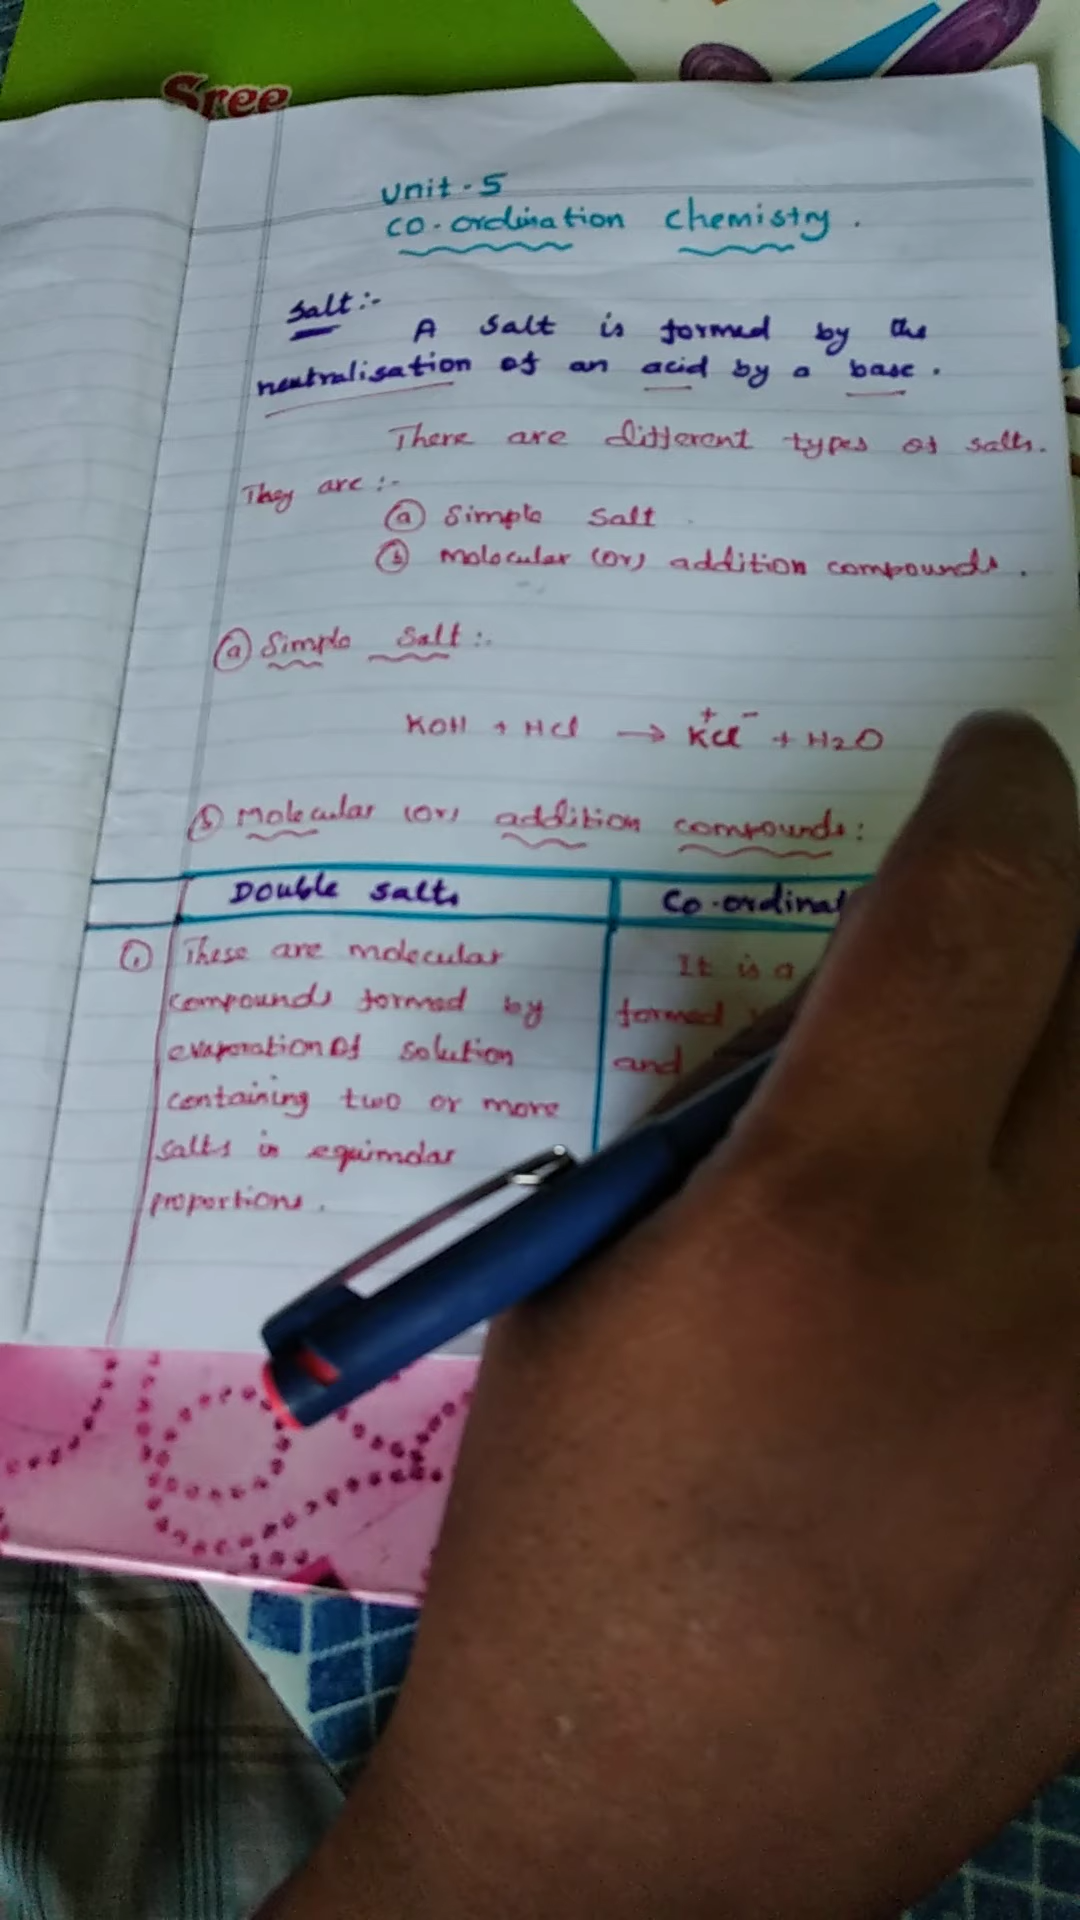 Sree
Unit - 5
CO-ordination Chemistry.
Salt:-
A Salt is formed by the
neutralisation of an acid by a base.
There are different types of salts.
They are :-
(a) Simple Salt
(b) Molecular (or) addition compounds.
(a) Simple Salt :-
KOH + HCl → K⁺Cl⁻ + H₂O
(b) Molecular (or) addition compounds:
Double Salts
Co-ordinat
(1) These are molecular
compounds formed by
evaporation of solution
containing two or more
salts in equimolar
proportions.
It is a
formed
and